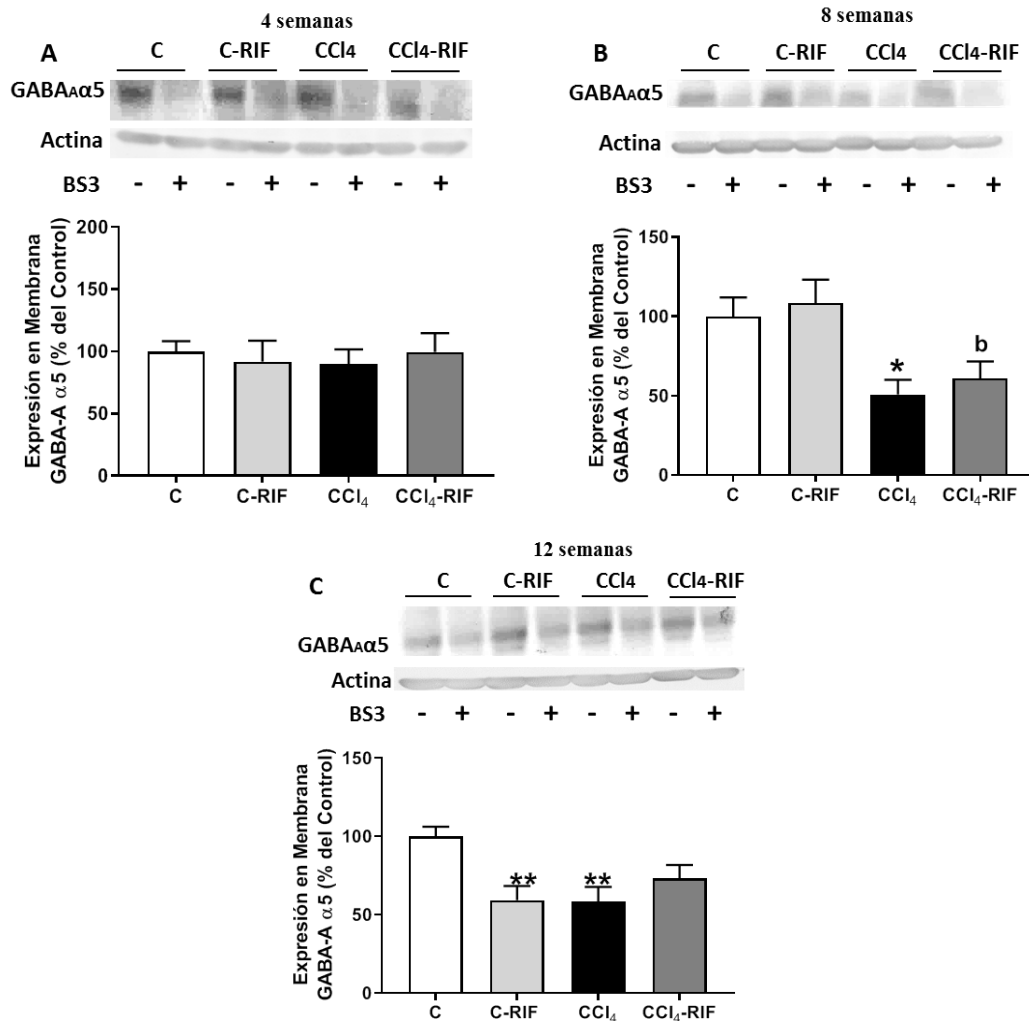 4 semanas
A
C C-RIF CCl4 CCl4-RIF
GABAAα5
Actina
BS3 - + - + - + - +
Expresión en Membrana
GABA-A α5 (% del Control)
200
150
100
50
0
C C-RIF CCl4 CCl4-RIF
8 semanas
B
C C-RIF CCl4 CCl4-RIF
GABAAα5
Actina
BS3 - + - + - + - +
Expresión en Membrana
GABA-A α5 (% del Control)
150
100
50
0
* b
C C-RIF CCl4 CCl4-RIF
12 semanas
C
C C-RIF CCl4 CCl4-RIF
GABAAα5
Actina
BS3 - + - + - + - +
Expresión en Membrana
GABA-A α5 (% del Control)
150
100
50
0
** **
C C-RIF CCl4 CCl4-RIF